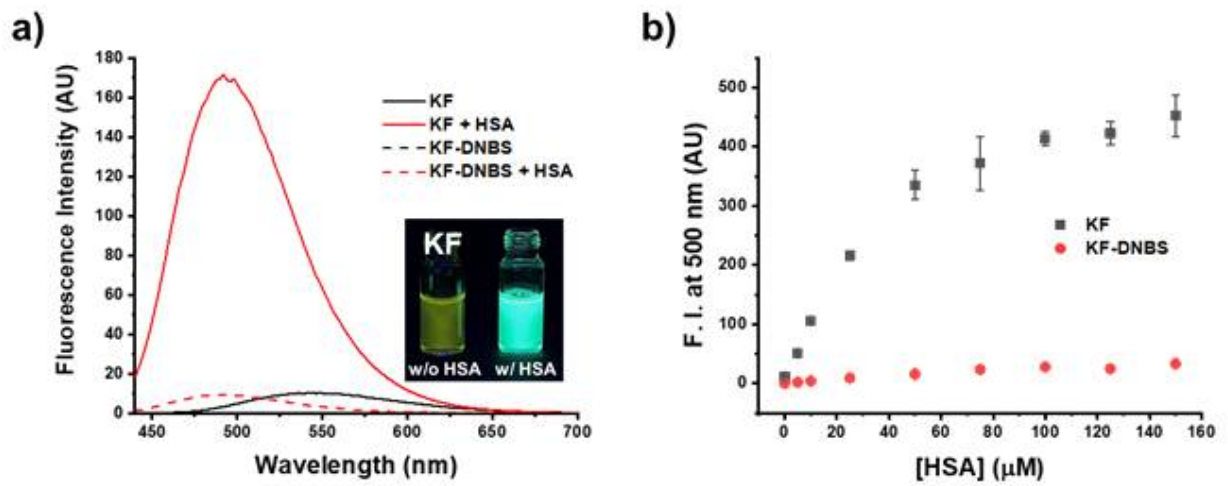 a)
Fluorescence Intensity (AU)
180
160
140
120
100
80
60
40
20
0
450 500 550 600 650 700
Wavelength (nm)
KF
KF + HSA
KF-DNBS
KF-DNBS + HSA
KF
w/o HSA w/ HSA
b)
F. I. at 500 nm (AU)
500
400
300
200
100
0
0 20 40 60 80 100 120 140 160
[HSA] (μM)
KF
KF-DNBS